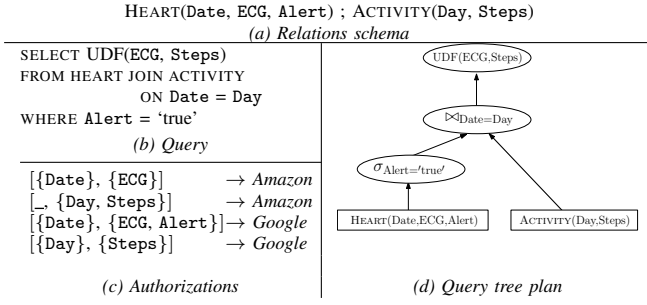 HEART(Date, ECG, Alert) ; ACTIVITY(Day, Steps)
(a) Relations schema
SELECT UDF(ECG, Steps)
FROM HEART JOIN ACTIVITY
ON Date = Day
WHERE Alert = ‘true’
(b) Query
[{Date}, {ECG}] → Amazon
[_, {Day, Steps}] → Amazon
[{Date}, {ECG, Alert}] → Google
[{Day}, {Steps}] → Google
(c) Authorizations
UDF(ECG,Steps)
⋈Date=Day
σAlert='true'
HEART(Date,ECG,Alert)
ACTIVITY(Day,Steps)
(d) Query tree plan